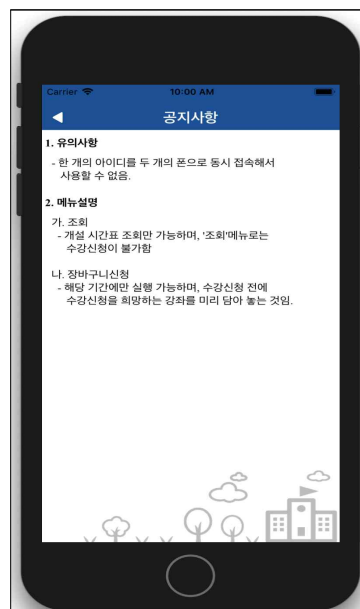 Carrier 10:00 AM
공지사항
1. 유의사항
- 한 개의 아이디를 두 개의 폰으로 동시 접속해서
사용할 수 없음.
2. 메뉴설명
가. 조회
- 개설 시간표 조회만 가능하며, '조회'메뉴로는
수강신청이 불가함
나. 장바구니신청
- 해당 기간에만 실행 가능하며, 수강신청 전에
수강신청을 희망하는 강좌를 미리 담아 놓는 것임.